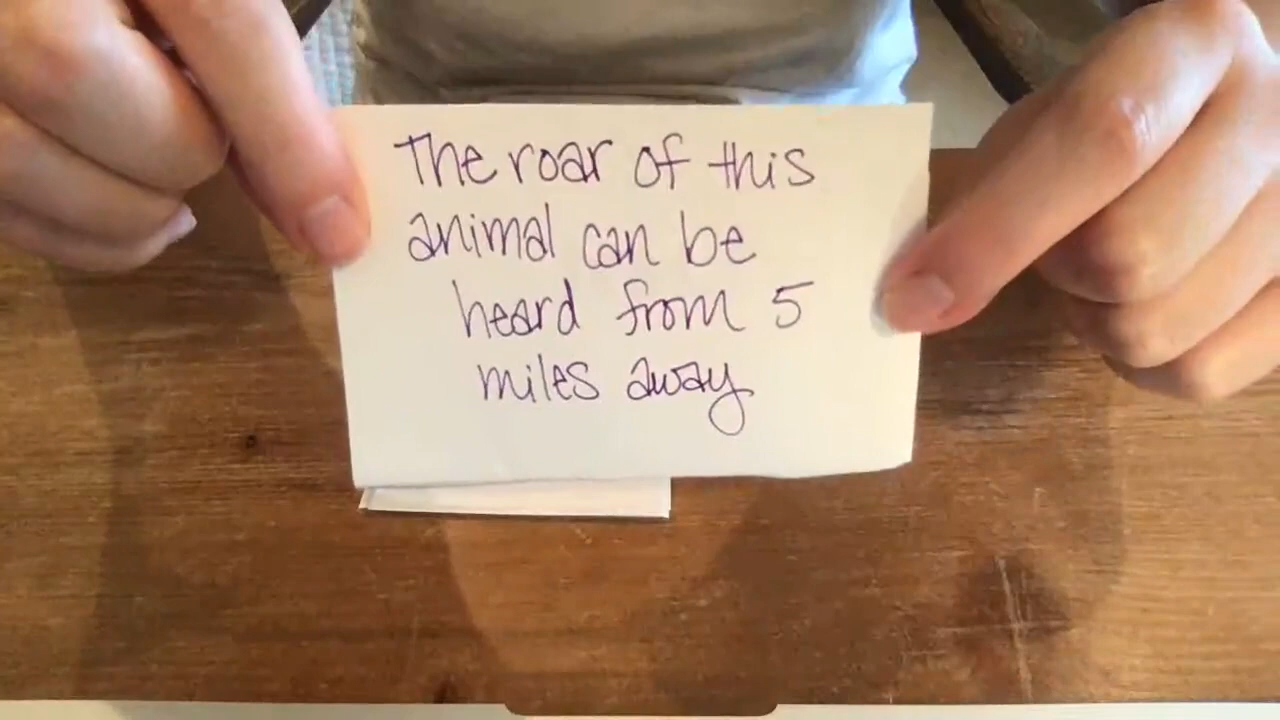 The roar of this
animal can be
heard from 5
miles away